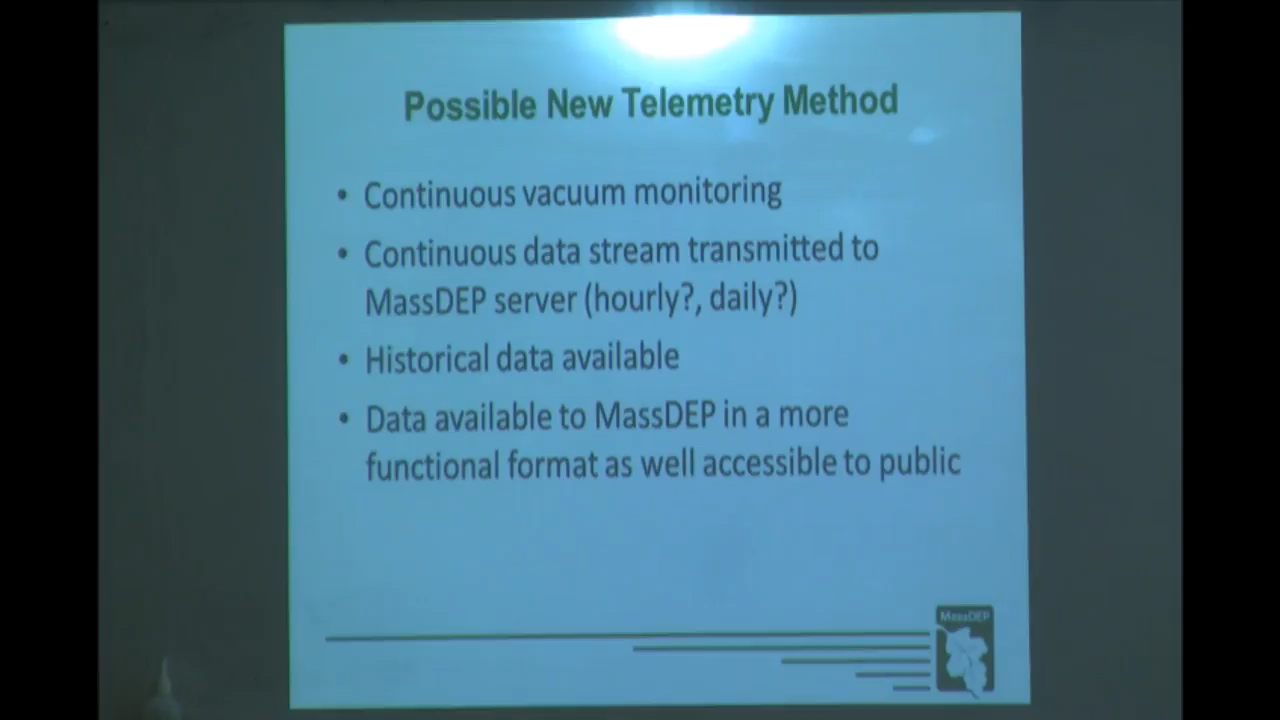 Possible New Telemetry Method
• Continuous vacuum monitoring
• Continuous data stream transmitted to
MassDEP server (hourly?, daily?)
• Historical data available
• Data available to MassDEP in a more
functional format as well accessible to public
MassDEP